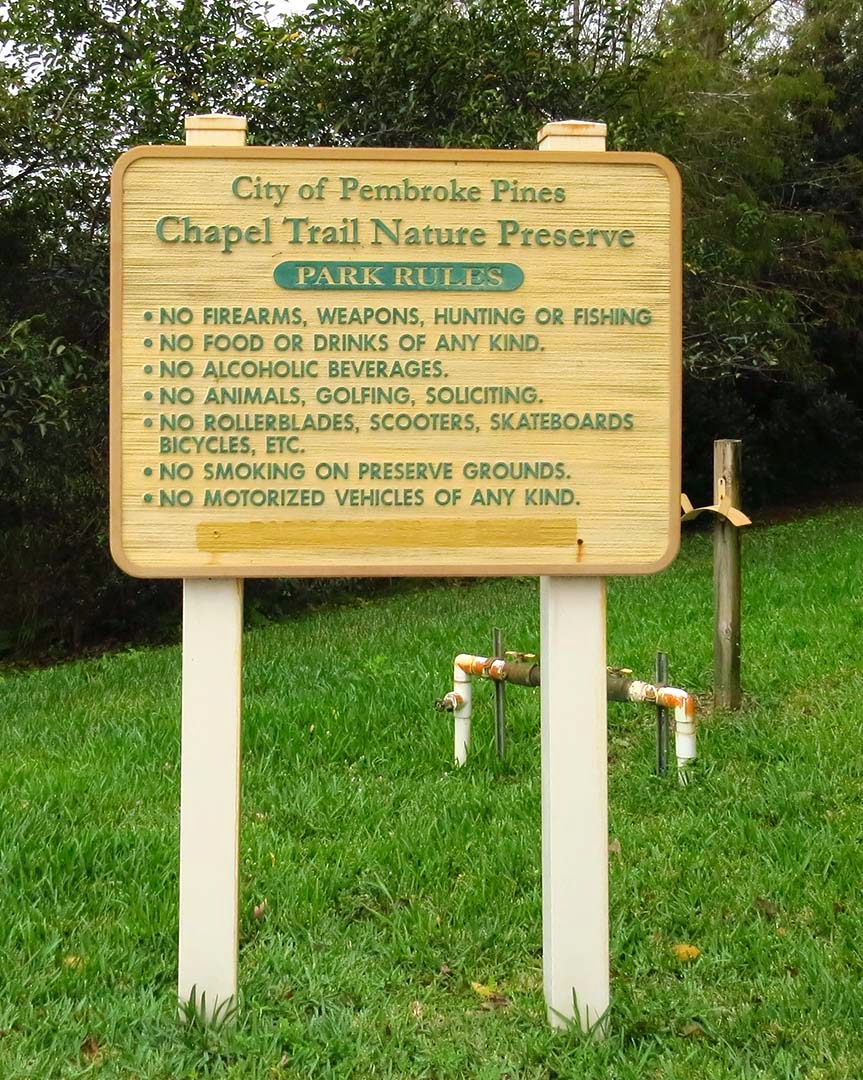 City of Pembroke Pines
Chapel Trail Nature Preserve
PARK RULES
• NO FIREARMS, WEAPONS, HUNTING OR FISHING
• NO FOOD OR DRINKS OF ANY KIND.
• NO ALCOHOLIC BEVERAGES.
• NO ANIMALS, GOLFING, SOLICITING.
• NO ROLLERBLADES, SCOOTERS, SKATEBOARDS
BICYCLES, ETC.
• NO SMOKING ON PRESERVE GROUNDS.
• NO MOTORIZED VEHICLES OF ANY KIND.